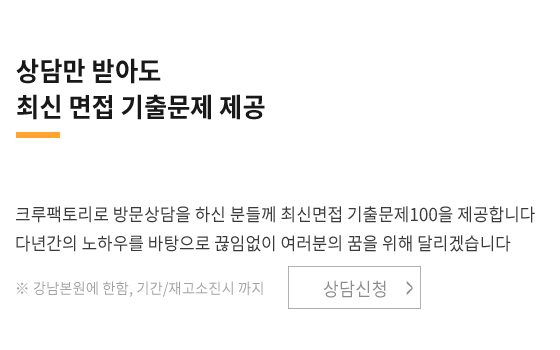 상담만 받아도
최신 면접 기출문제 제공
크루팩토리로 방문상담을 하신 분들께 최신면접 기출문제100을 제공합니다
다년간의 노하우를 바탕으로 끊임없이 여러분의 꿈을 위해 달리겠습니다
※ 강남본원에 한함, 기간/재고소진시 까지
상담신청 >